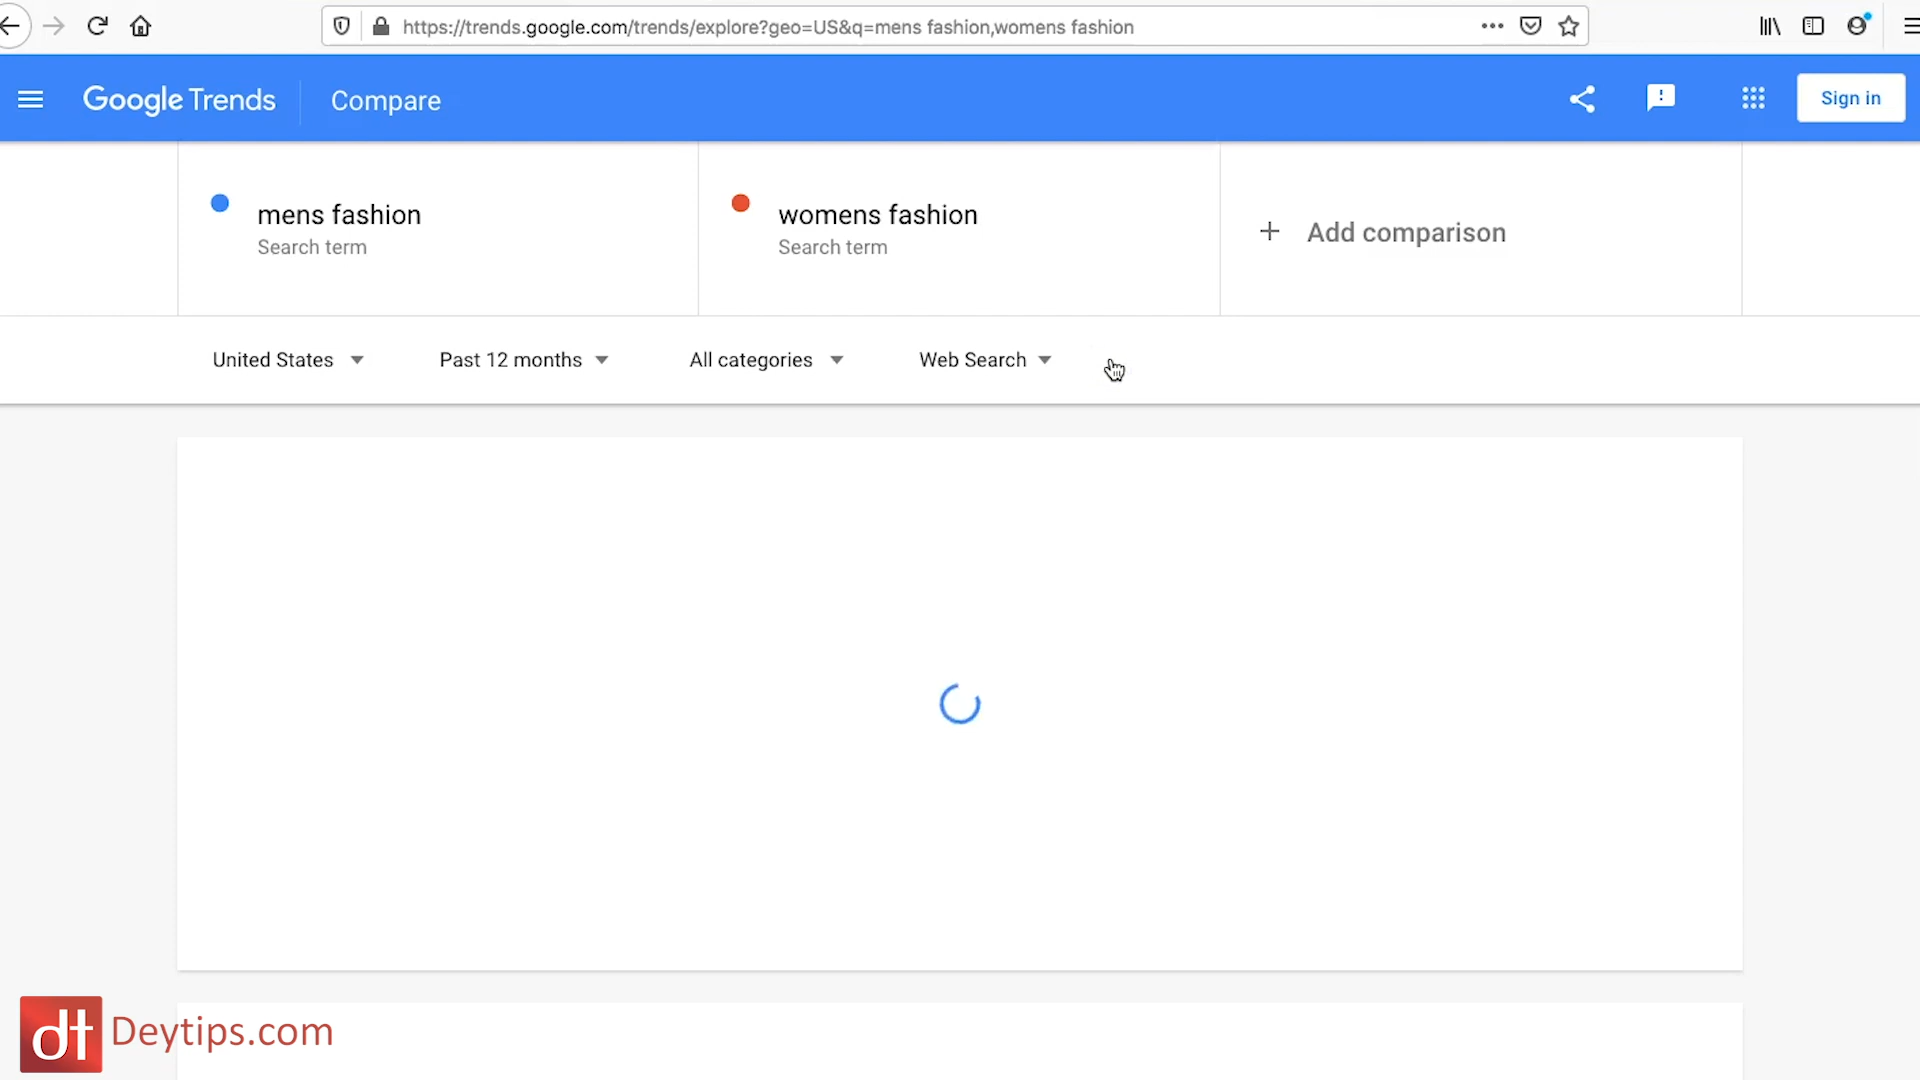 https://trends.google.com/trends/explore?geo=US&q=mens fashion,womens fashion
Google Trends
Compare
Sign in
mens fashion
Search term
womens fashion
Search term
+ Add comparison
United States
Past 12 months
All categories
Web Search
dt Deytips.com